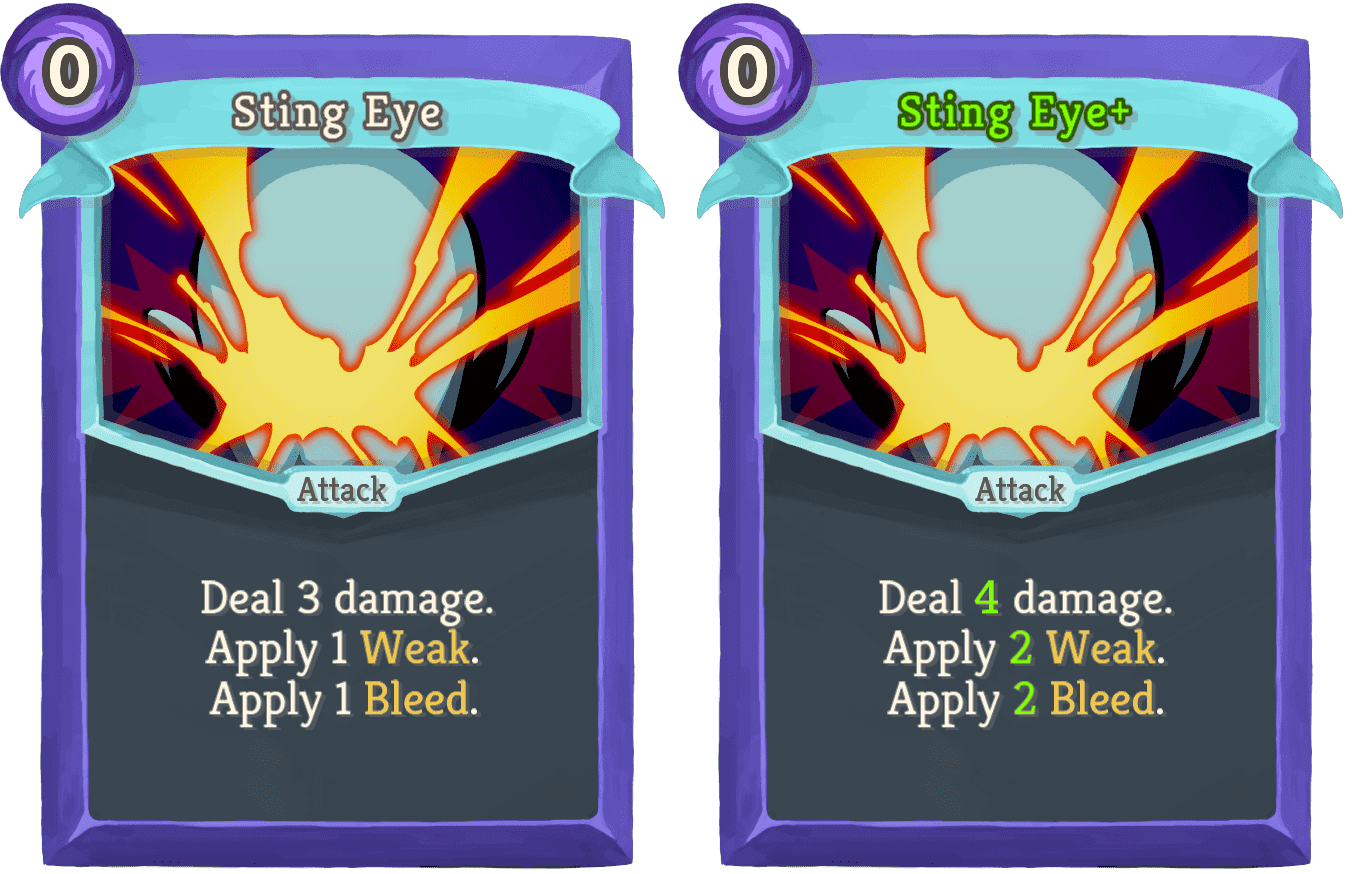 0
Sting Eye
Attack
Deal 3 damage.
Apply 1 Weak.
Apply 1 Bleed.
0
Sting Eye+
Attack
Deal 4 damage.
Apply 2 Weak.
Apply 2 Bleed.